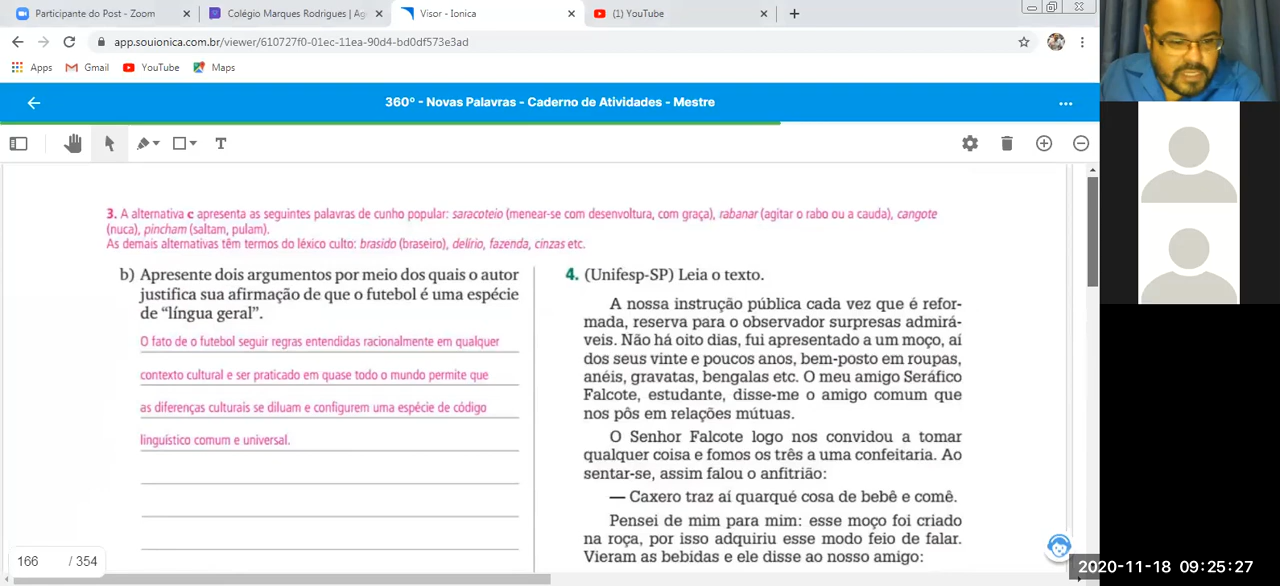 Participante do Post - Zoom
Colégio Marques Rodrigues | Ag
Visor - Ionica
(1) YouTube
app.souionica.com.br/viewer/610727f0-01ec-11ea-90d4-bd0df573e3ad
Apps
Gmail
YouTube
Maps
360º - Novas Palavras - Caderno de Atividades - Mestre
T
3. A alternativa c apresenta as seguintes palavras de cunho popular: saracoteio (menear-se com desenvoltura, com graça), rabanar (agitar o rabo ou a cauda), cangote
(nuca), pincham (saltam, pulam).
As demais alternativas têm termos do léxico culto: brasido (braseiro), delírio, fazenda, cinzas etc.
b) Apresente dois argumentos por meio dos quais o autor
justifica sua afirmação de que o futebol é uma espécie
de “língua geral”.
O fato de o futebol seguir regras entendidas racionalmente em qualquer
contexto cultural e ser praticado em quase todo o mundo permite que
as diferenças culturais se diluam e configurem uma espécie de código
linguístico comum e universal.
4. (Unifesp-SP) Leia o texto.
A nossa instrução pública cada vez que é refor-
mada, reserva para o observador surpresas admirá-
veis. Não há oito dias, fui apresentado a um moço, aí
dos seus vinte e poucos anos, bem-posto em roupas,
anéis, gravatas, bengalas etc. O meu amigo Seráfico
Falcote, estudante, disse-me o amigo comum que
nos pôs em relações mútuas.
O Senhor Falcote logo nos convidou a tomar
qualquer coisa e fomos os três a uma confeitaria. Ao
sentar-se, assim falou o anfitrião:
— Caxero traz aí quarqué cosa de bebê e comê.
Pensei de mim para mim: esse moço foi criado
na roça, por isso adquiriu esse modo feio de falar.
Vieram as bebidas e ele disse ao nosso amigo:
166 / 354
2020-11-18 09:25:27